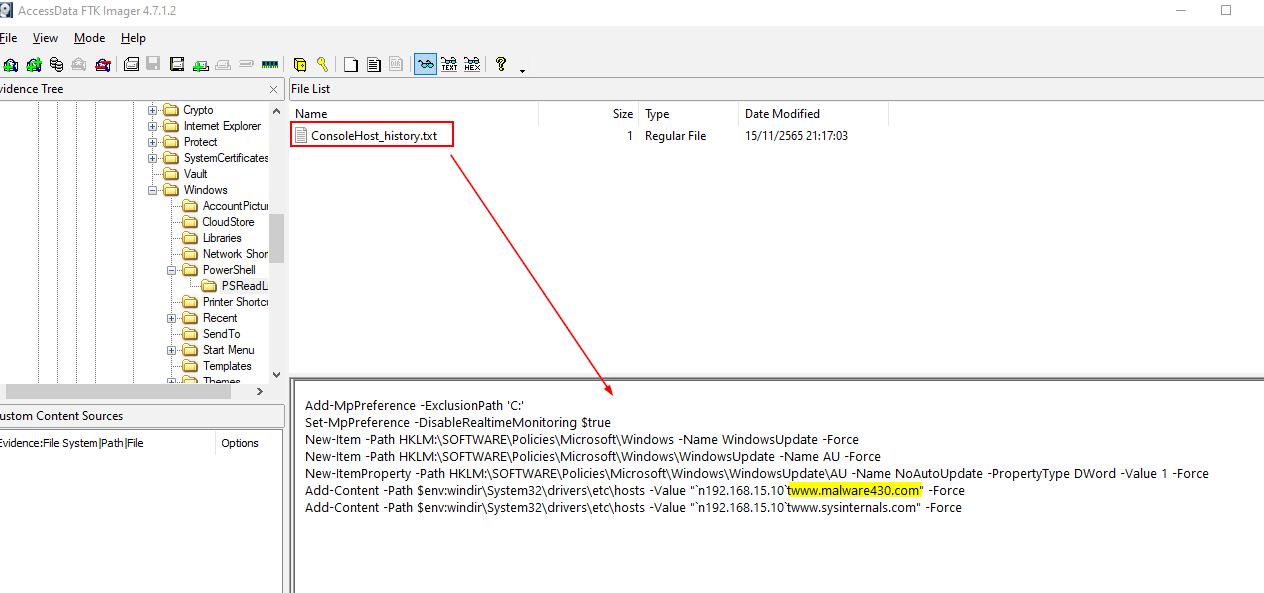 AccessData FTK Imager 4.7.1.2
File View Mode Help
TEXT HEX
vidence Tree
File List
Crypto
Internet Explorer
Protect
SystemCertificates
Vault
Windows
AccountPictur
CloudStore
Libraries
Network Shor
PowerShell
PSReadL
Printer Shortcu
Recent
SendTo
Start Menu
Templates
Themes
Name Size Type Date Modified
ConsoleHost_history.txt 1 Regular File 15/11/2565 21:17:03
ustom Content Sources
Evidence:File System|Path|File Options
Add-MpPreference -ExclusionPath 'C:'
Set-MpPreference -DisableRealtimeMonitoring $true
New-Item -Path HKLM:\SOFTWARE\Policies\Microsoft\Windows -Name WindowsUpdate -Force
New-Item -Path HKLM:\SOFTWARE\Policies\Microsoft\Windows\WindowsUpdate -Name AU -Force
New-ItemProperty -Path HKLM:\SOFTWARE\Policies\Microsoft\Windows\WindowsUpdate\AU -Name NoAutoUpdate -PropertyType DWord -Value 1 -Force
Add-Content -Path $env:windir\System32\drivers\etc\hosts -Value "`n192.168.15.10`twww.malware430.com" -Force
Add-Content -Path $env:windir\System32\drivers\etc\hosts -Value "`n192.168.15.10`twww.sysinternals.com" -Force